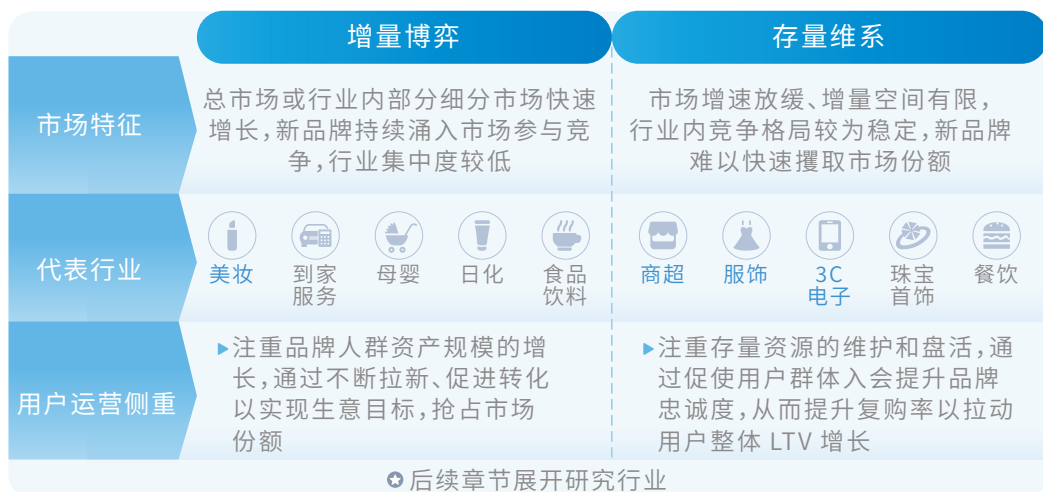 增量博弈
存量维系
市场特征
总市场或行业内部分细分市场快速
增长，新品牌持续涌入市场参与竞
争，行业集中度较低
市场增速放缓、增量空间有限，
行业内竞争格局较为稳定，新品牌
难以快速攫取市场份额
代表行业
美妆
到家
服务
母婴
日化
食品
饮料
商超
服饰
3C
电子
珠宝
首饰
餐饮
用户运营侧重
注重品牌人群资产规模的增
长，通过不断拉新、促进转化
以实现生意目标，抢占市场
份额
注重存量资源的维护和盘活，通
过促使用户群体入会提升品牌
忠诚度，从而提升复购率以拉动
用户整体 LTV 增长
后续章节展开研究行业